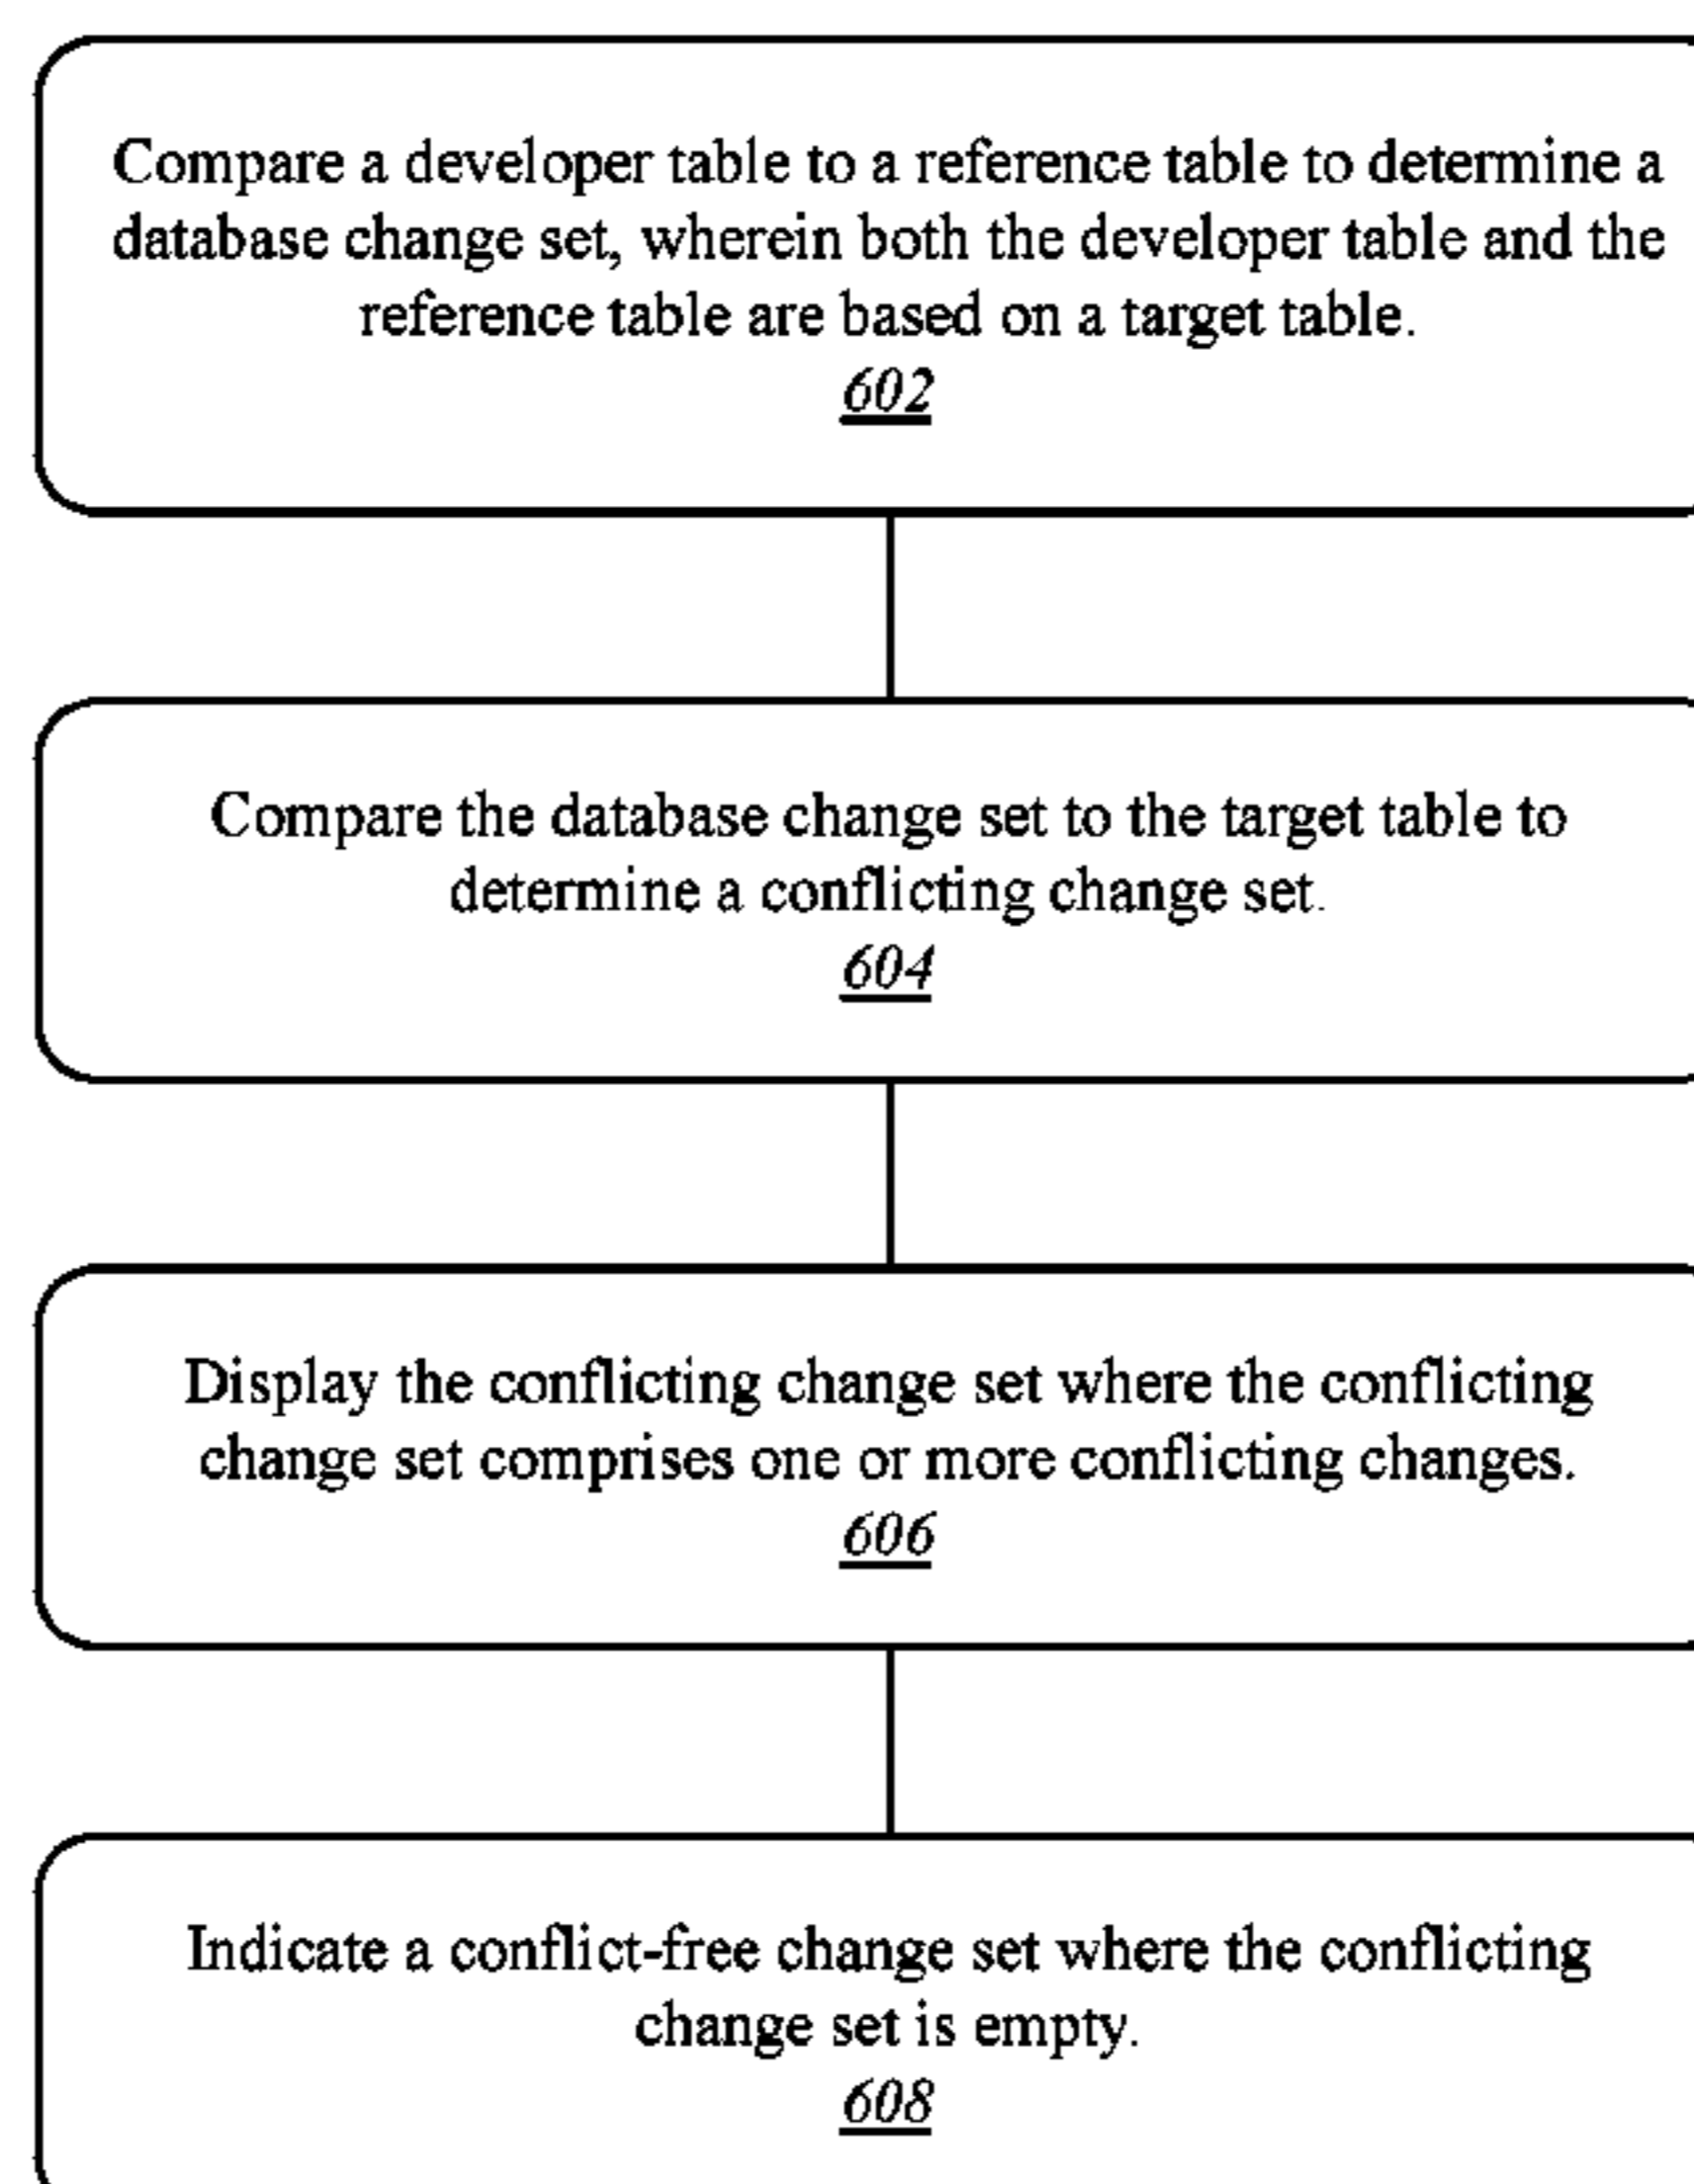 Compare a developer table to a reference table to determine a
database change set, wherein both the developer table and the
reference table are based on a target table.
602
Compare the database change set to the target table to
determine a conflicting change set.
604
Display the conflicting change set where the conflicting
change set comprises one or more conflicting changes.
606
Indicate a conflict-free change set where the conflicting
change set is empty.
608